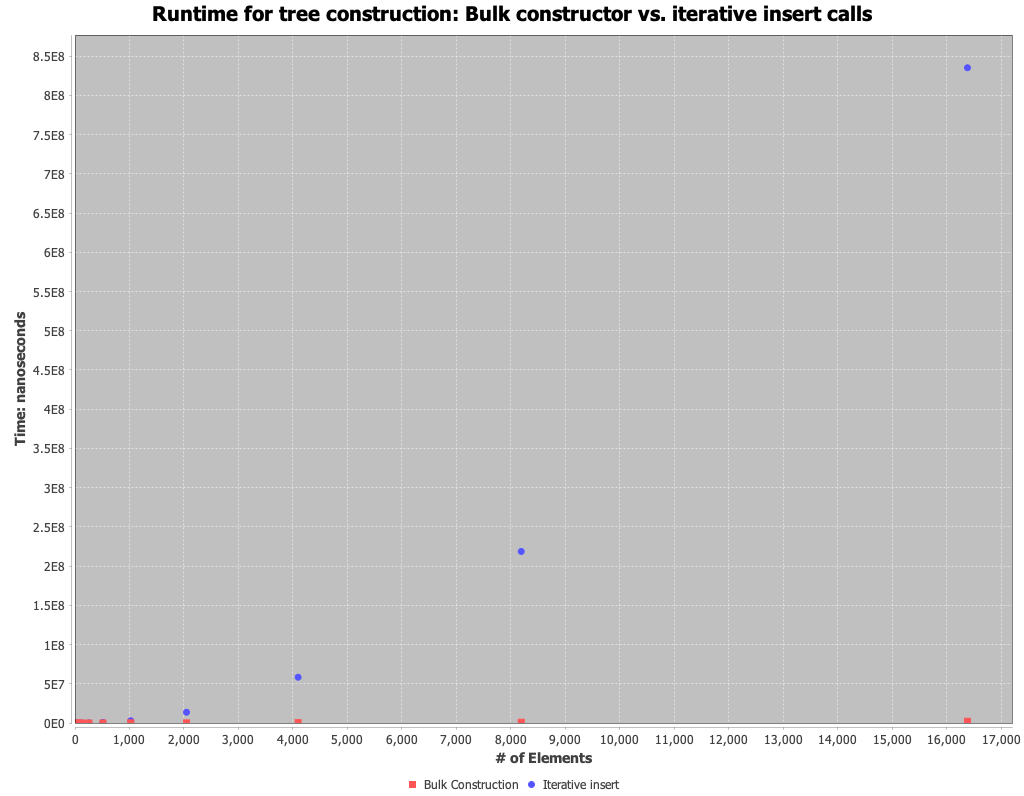 Runtime for tree construction: Bulk constructor vs. iterative insert calls
8.5E8
8E8
7.5E8
7E8
6.5E8
6E8
5.5E8
5E8
4.5E8
4E8
3.5E8
3E8
2.5E8
2E8
1.5E8
1E8
5E7
0E0
Time: nanoseconds
0 1,000 2,000 3,000 4,000 5,000 6,000 7,000 8,000 9,000 10,000 11,000 12,000 13,000 14,000 15,000 16,000 17,000
# of Elements
Bulk Construction Iterative insert